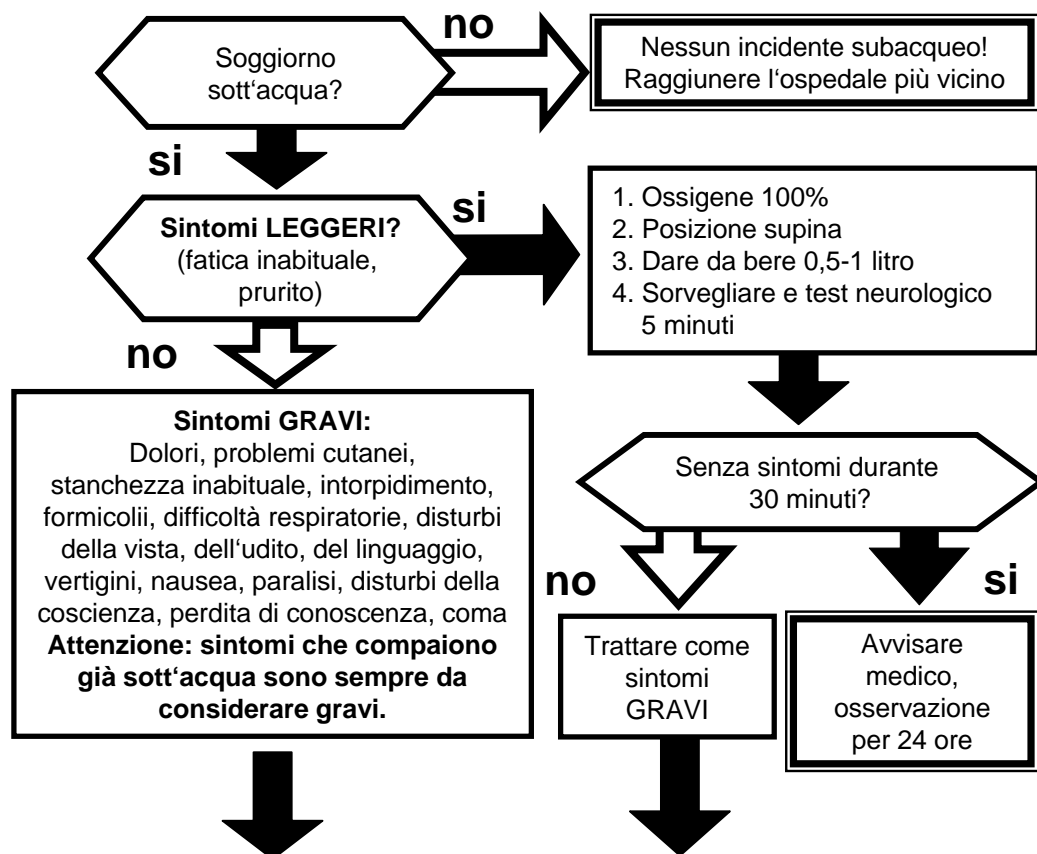 Soggiorno
sott‘acqua?
no
Nessun incidente subacqueo!
Raggiunere l‘ospedale più vicino
si
Sintomi LEGGERI?
(fatica inabituale,
prurito)
si
1. Ossigene 100%
2. Posizione supina
3. Dare da bere 0,5-1 litro
4. Sorvegliare e test neurologico
5 minuti
no
Sintomi GRAVI:
Dolori, problemi cutanei,
stanchezza inabituale, intorpidimento,
formicolii, difficoltà respiratorie, disturbi
della vista, dell‘udito, del linguaggio,
vertigini, nausea, paralisi, disturbi della
coscienza, perdita di conoscenza, coma
Attenzione: sintomi che compaiono
già sott'acqua sono sempre da
considerare gravi.
Senza sintomi durante
30 minuti?
no
si
Trattare come
sintomi
GRAVI
Avvisare
medico,
osservazione
per 24 ore